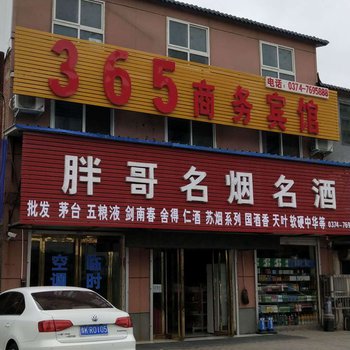 365商务宾馆
电话：0374-7695888
胖哥名烟名酒
批发 茅台 五粮液 剑南春 舍得 仁酒 苏烟系列 国酒香 天叶 软硬中华等
空调